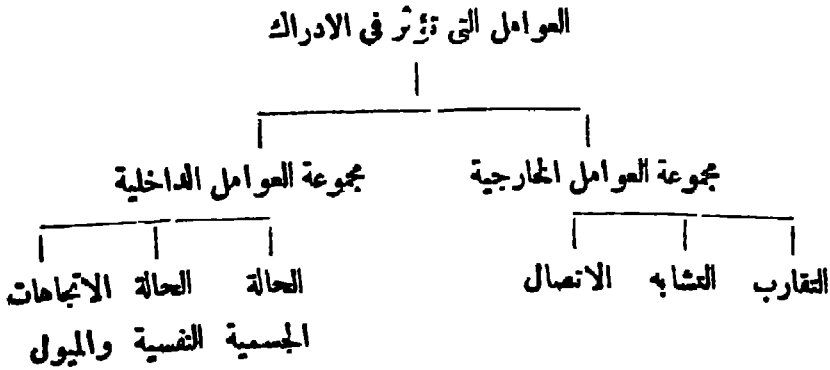 العوامل التى تؤثر فى الادراك
مجموعة العوامل الخارجية مجموعة العوامل الداخلية
التقارب التشابه الاتصال الحالة الحالة الاتجاهات
الجسمية النفسية والميول